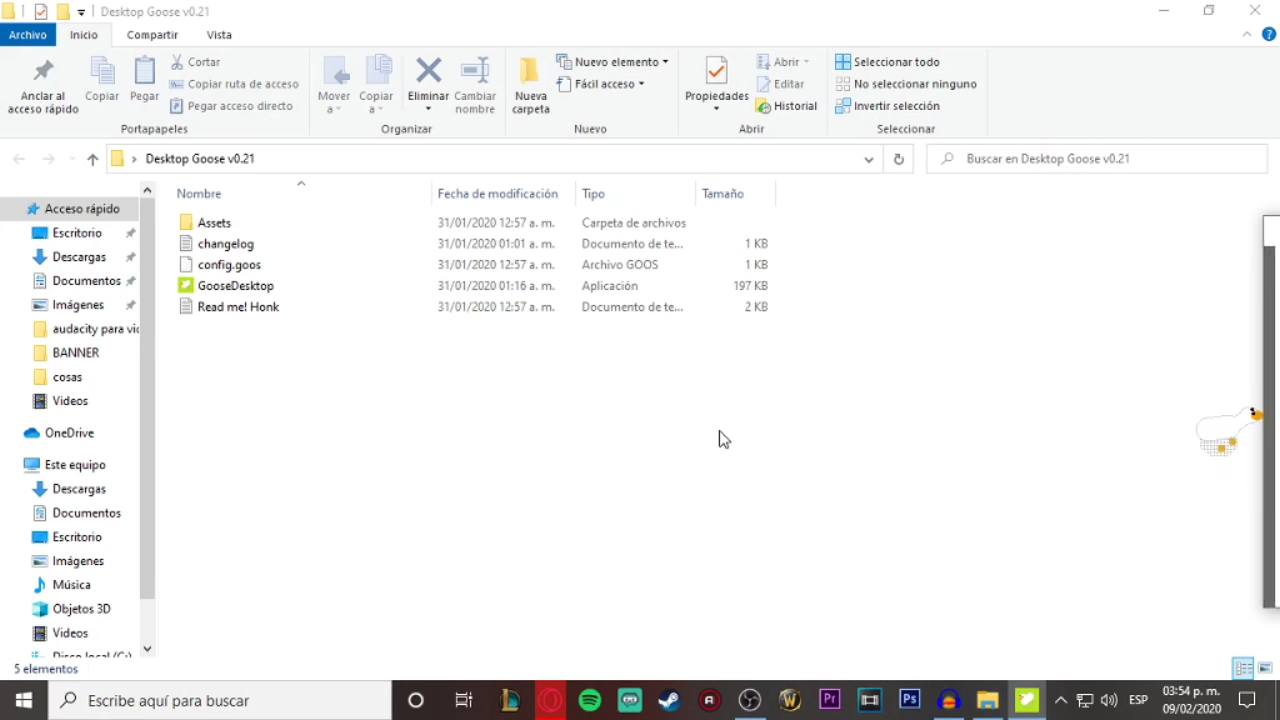 Desktop Goose v0.21
Archivo Inicio Compartir Vista
Anclar al acceso rápido
Copiar
Pegar
Cortar
Copiar ruta de acceso
Pegar acceso directo
Portapapeles
Mover a
Copiar a
Eliminar
Cambiar nombre
Organizar
Nueva carpeta
Nuevo elemento
Fácil acceso
Nuevo
Propiedades
Abrir
Editar
Historial
Abrir
Seleccionar todo
No seleccionar ninguno
Invertir selección
Seleccionar
Desktop Goose v0.21
Buscar en Desktop Goose v0.21
Nombre Fecha de modificación Tipo Tamaño
Assets 31/01/2020 12:57 a. m. Carpeta de archivos
changelog 31/01/2020 01:01 a. m. Documento de te... 1 KB
config.goos 31/01/2020 12:57 a. m. Archivo GOOS 1 KB
GooseDesktop 31/01/2020 01:16 a. m. Aplicación 197 KB
Read me! Honk 31/01/2020 12:57 a. m. Documento de te... 2 KB
Acceso rápido
Escritorio
Descargas
Documentos
Imágenes
audacity para vic
BANNER
cosas
Videos
OneDrive
Este equipo
Descargas
Documentos
Escritorio
Imágenes
Música
Objetos 3D
Videos
Disco local (C:)
5 elementos
Escribe aquí para buscar
Pr
Ps
ESP
03:54 p. m.
09/02/2020